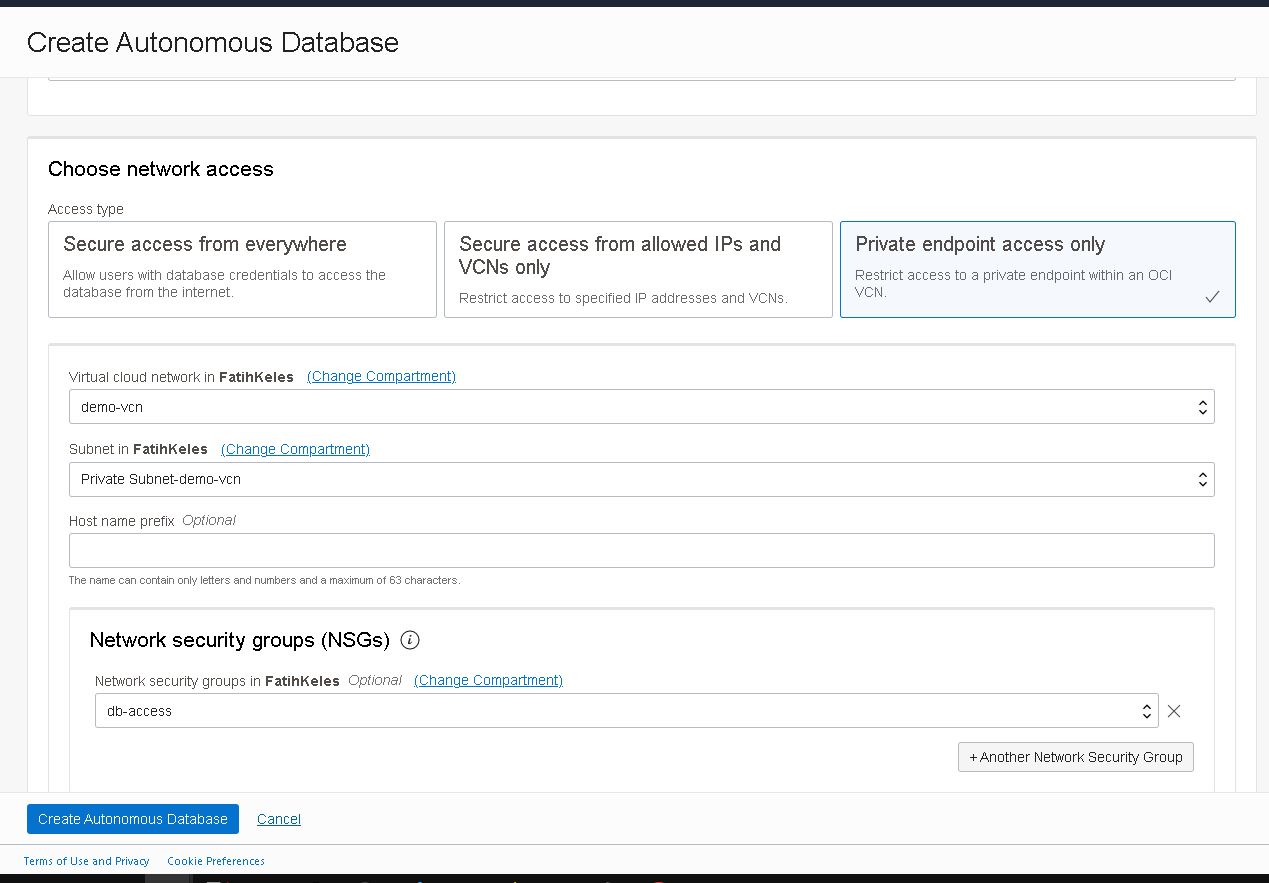 Create Autonomous Database
Choose network access
Access type
Secure access from everywhere
Allow users with database credentials to access the
database from the internet.
Secure access from allowed IPs and
VCNs only
Restrict access to specified IP addresses and VCNs.
Private endpoint access only
Restrict access to a private endpoint within an OCI
VCN.
Virtual cloud network in FatihKeles (Change Compartment)
demo-vcn
Subnet in FatihKeles (Change Compartment)
Private Subnet-demo-vcn
Host name prefix Optional
The name can contain only letters and numbers and a maximum of 63 characters.
Network security groups (NSGs) i
Network security groups in FatihKeles Optional (Change Compartment)
db-access
+ Another Network Security Group
Create Autonomous Database Cancel
Terms of Use and Privacy Cookie Preferences